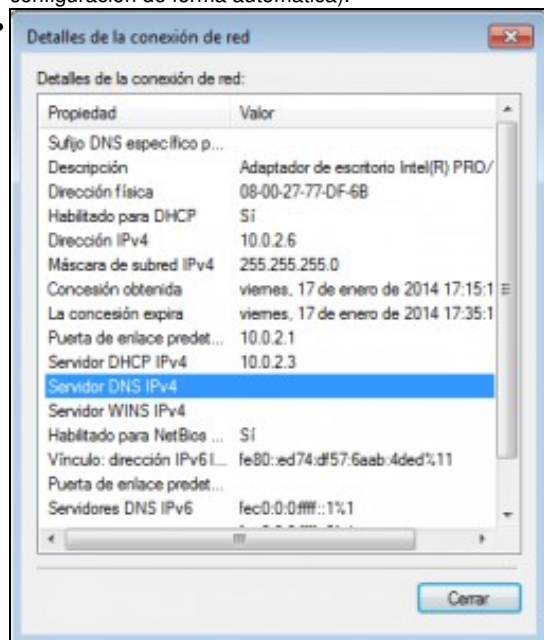 configuración de forma automática).
Detalles de la conexión de red
Detalles de la conexión de red:
Propiedad Valor
Sufijo DNS específico p...
Descripción Adaptador de escritorio Intel(R) PRO/
Dirección física 08-00-27-77-DF-6B
Habilitado para DHCP Sí
Dirección IPv4 10.0.2.6
Máscara de subred IPv4 255.255.255.0
Concesión obtenida viernes, 17 de enero de 2014 17:15:1
La concesión expira viernes, 17 de enero de 2014 17:35:1
Puerta de enlace predet... 10.0.2.1
Servidor DHCP IPv4 10.0.2.3
Servidor DNS IPv4
Servidor WINS IPv4
Habilitado para NetBios ... Sí
Vínculo: dirección IPv6 l... fe80::ed74:df57:6aab:4ded%11
Puerta de enlace predet...
Servidores DNS IPv6 fec0:0:0:ffff::1%1
Cerrar